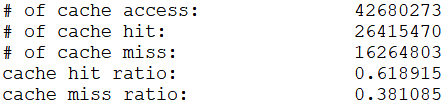 # of cache access: 42680273
# of cache hit: 26415470
# of cache miss: 16264803
cache hit ratio: 0.618915
cache miss ratio: 0.381085